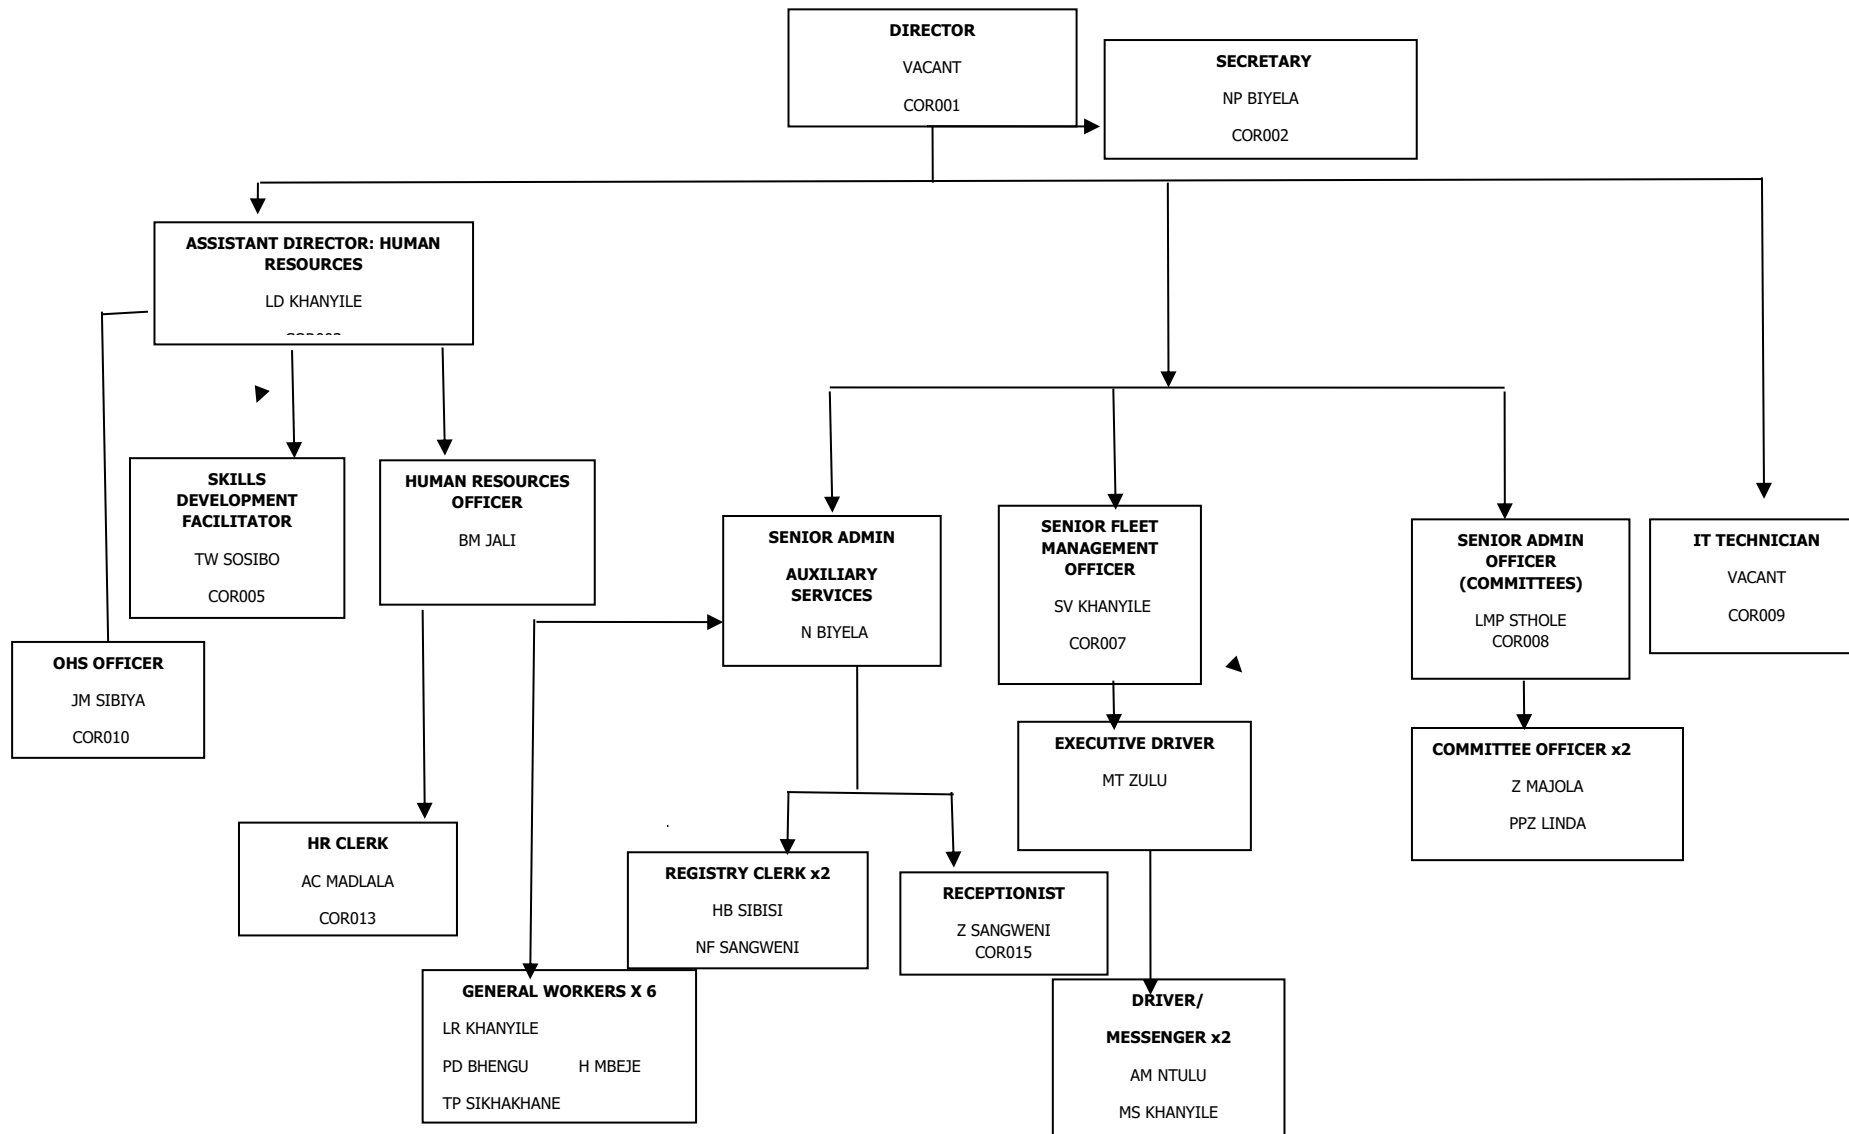 DIRECTOR
VACANT
COR001
SECRETARY
NP BIYELA
COR002
ASSISTANT DIRECTOR: HUMAN
RESOURCES
LD KHANYILE
SKILLS
DEVELOPMENT
FACILITATOR
TW SOSIBO
COR005
HUMAN RESOURCES
OFFICER
BM JALI
SENIOR ADMIN
AUXILIARY
SERVICES
N BIYELA
SENIOR FLEET
MANAGEMENT
OFFICER
SV KHANYILE
COR007
SENIOR ADMIN
OFFICER
(COMMITTEES)
LMP STHOLE
COR008
IT TECHNICIAN
VACANT
COR009
OHS OFFICER
JM SIBIYA
COR010
EXECUTIVE DRIVER
MT ZULU
COMMITTEE OFFICER x2
Z MAJOLA
PPZ LINDA
HR CLERK
AC MADLALA
COR013
REGISTRY CLERK x2
HB SIBISI
NF SANGWENI
RECEPTIONIST
Z SANGWENI
COR015
GENERAL WORKERS X 6
LR KHANYILE
PD BHENGU H MBEJE
TP SIKHAKHANE
DRIVER/
MESSENGER x2
AM NTULU
MS KHANYILE